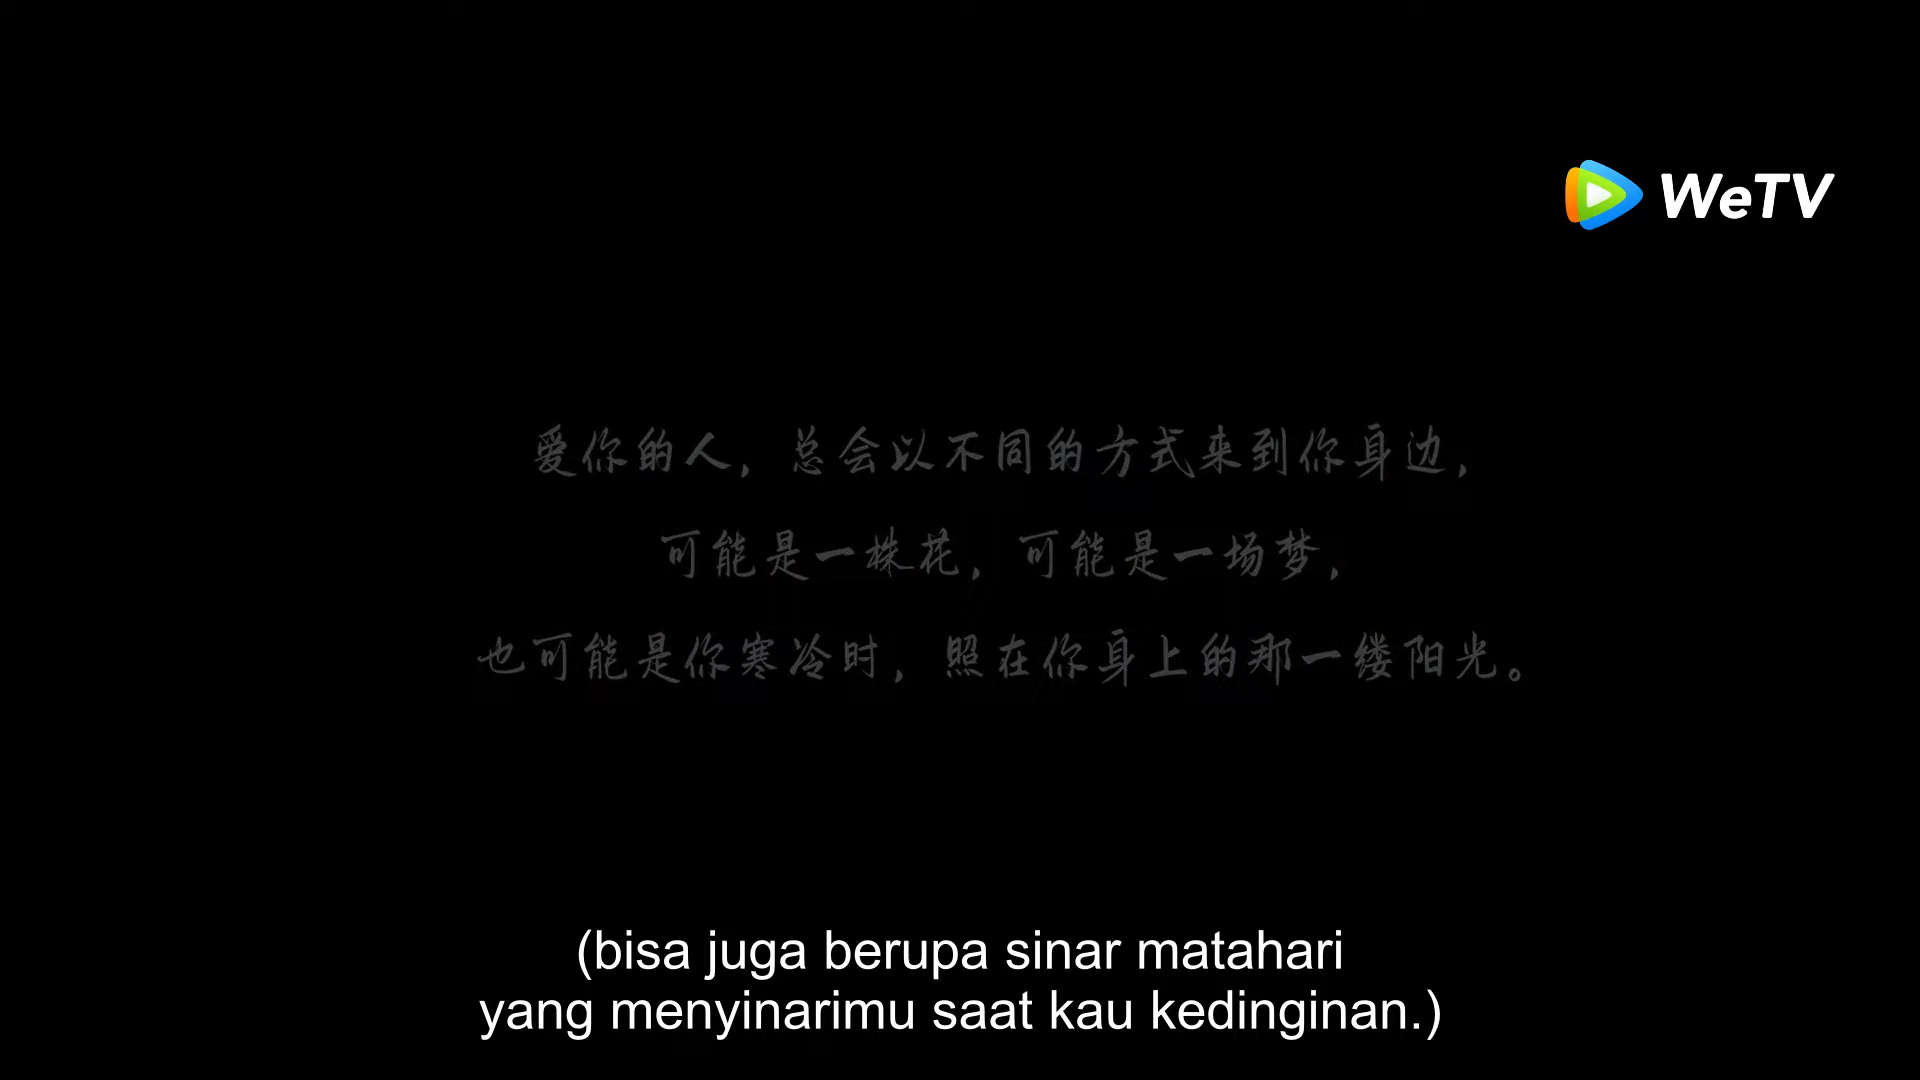 WeTV
爱你的人，总会以不同的方式来到你身边，
可能是一株花，可能是一场梦，
也可能是你寒冷时，照在你身上的那一缕阳光。
(bisa juga berupa sinar matahari
yang menyinarimu saat kau kedinginan.)